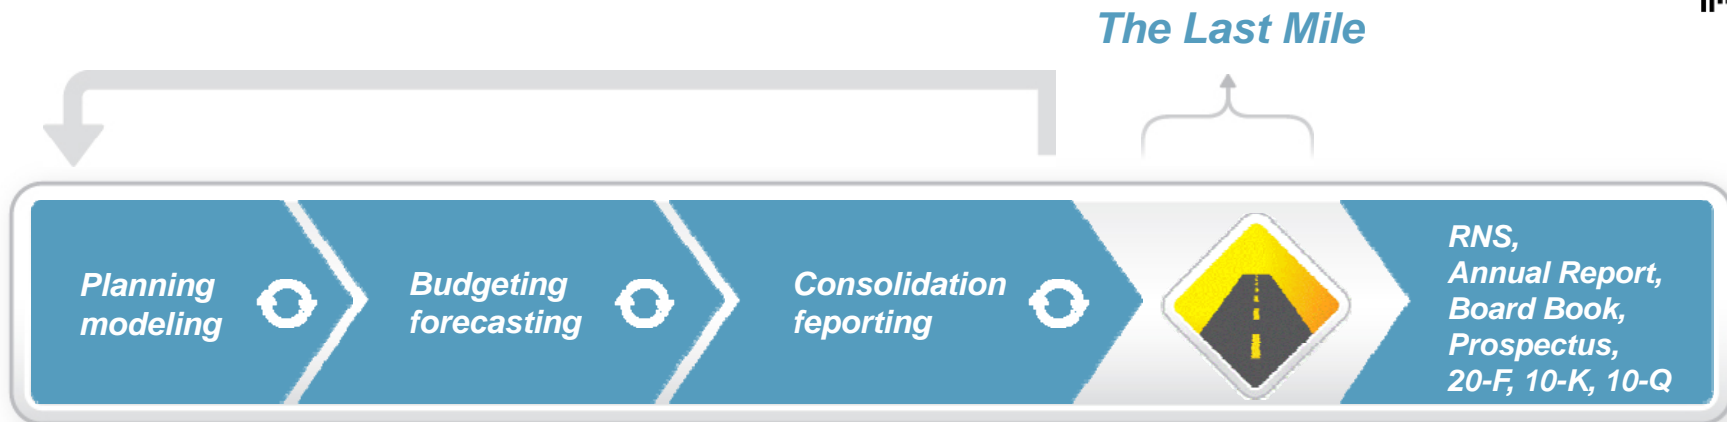 The Last Mile
Planning
modeling
Budgeting
forecasting
Consolidation
feporting
RNS,
Annual Report,
Board Book,
Prospectus,
20-F, 10-K, 10-Q